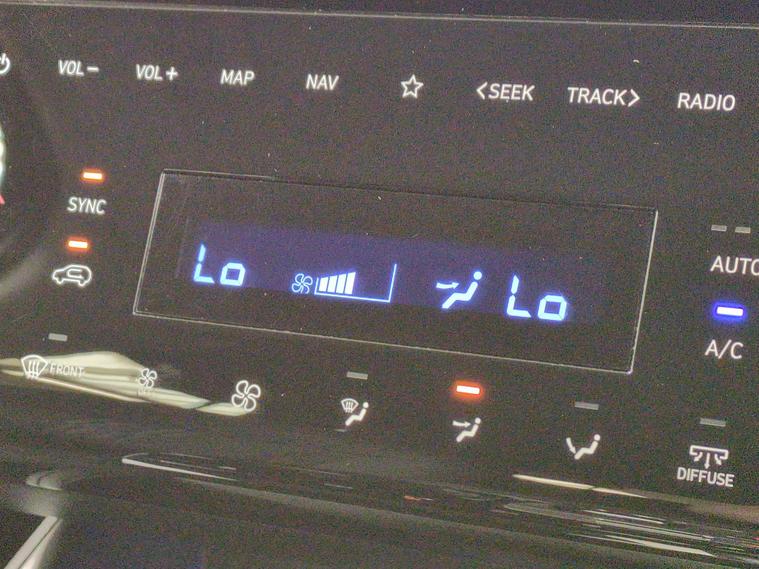 VOL− VOL+ MAP NAV <SEEK TRACK> RADIO
SYNC
AUTO
Lo Lo
A/C
FRONT
DIFFUSE